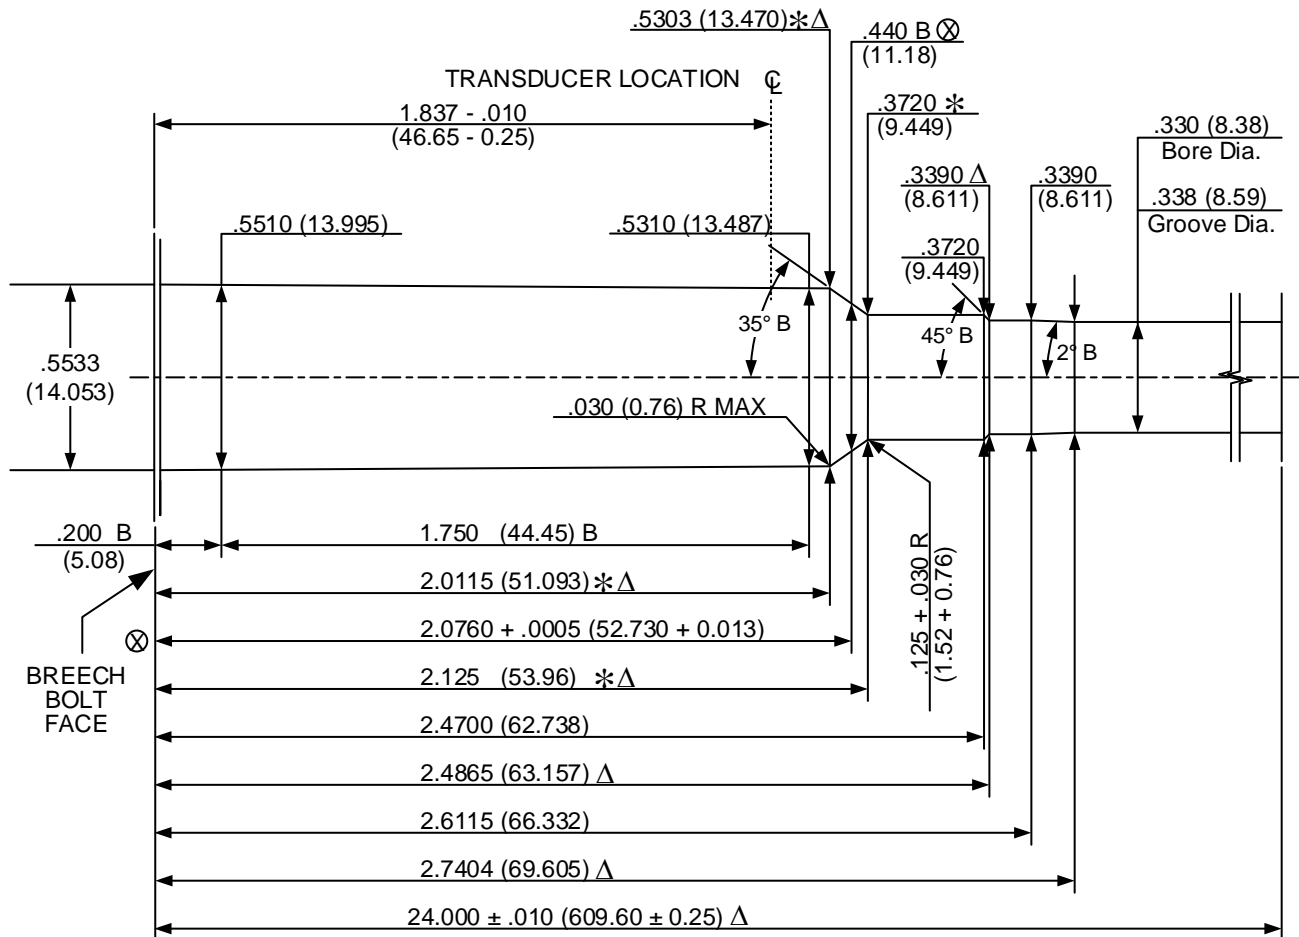 .5303 (13.470)✻Δ
.440 B ⊗
(11.18)
TRANSDUCER LOCATION ℄
1.837 - .010
(46.65 - 0.25)
.3720 ✻
(9.449)
.330 (8.38)
Bore Dia.
.3390 Δ
(8.611)
.3390
(8.611)
.338 (8.59)
Groove Dia.
.5510 (13.995)
.5310 (13.487)
.3720
(9.449)
35° B
45° B
2° B
.5533
(14.053)
.030 (0.76) R MAX
.200 B
(5.08)
1.750 (44.45) B
.125 + .030 R
(1.52 + 0.76)
2.0115 (51.093)✻Δ
⊗
2.0760 + .0005 (52.730 + 0.013)
BREECH
BOLT
FACE
2.125 (53.96) ✻Δ
2.4700 (62.738)
2.4865 (63.157) Δ
2.6115 (66.332)
2.7404 (69.605) Δ
24.000 ± .010 (609.60 ± 0.25) Δ